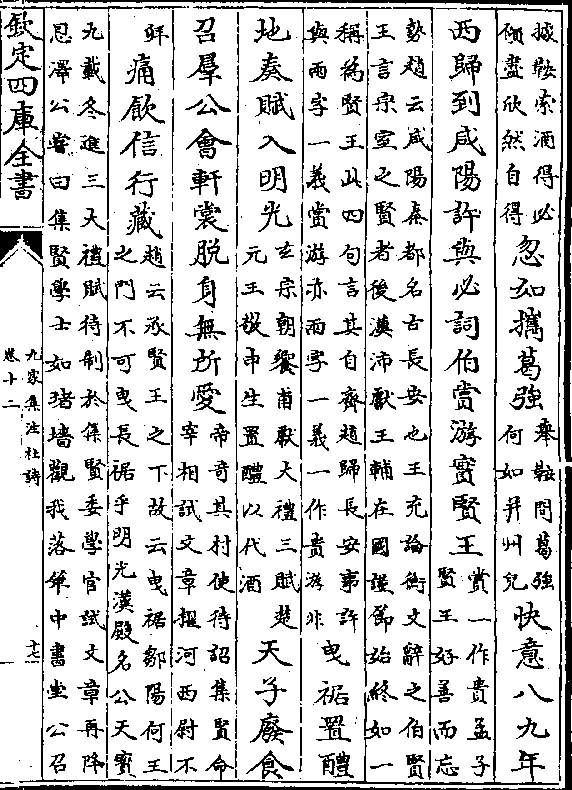 據鞍索酒得必
傾盡欣然自得
忽如攜葛強
舉鞍問葛強
何如并州兒
快意八九年
西歸到咸陽許與必詞伯賞游實賢王
賞一作貴孟子
賢王好善而忘
勢趙云咸陽秦都名古長安也王充論衡文辭之伯賢
王言宗室之賢者後漢沛獻王輔在國謹節始終如一
稱為賢王此四句言其自齊趙歸長安事許
與兩字一義賞游亦兩字一義一作貴游非
曳裾置醴
地奏賦入明光
玄宗朝饗甫獻大禮三賦楚
元王設申生置醴以代酒
天子廢食
召羣公會軒裳脫身無所愛
帝奇其材使待詔集賢命
宰相試文章擢河西尉不
拜
痛飲信行藏
趙云承賢王之下故云曳裾鄒陽何王
之門不可曳長裾乎明光漢殿名公天寶
九載冬進三大禮賦待制於集賢委學官試文章再降
恩澤公嘗曰集賢學士如堵墻觀我落筆中書堂公召
欽定四庫全書
九家集注杜詩
卷十二
十七